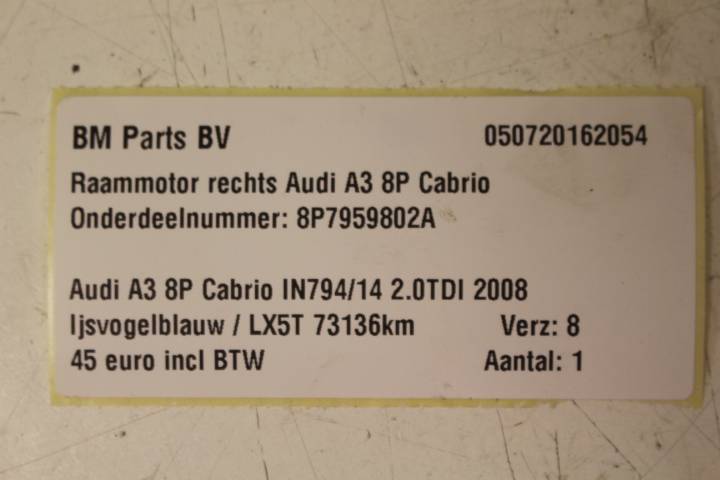 BM Parts BV 050720162054
Raammotor rechts Audi A3 8P Cabrio
Onderdeelnummer: 8P7959802A
Audi A3 8P Cabrio IN794/14 2.0TDI 2008
Ijsvogelblauw / LX5T 73136km Verz: 8
45 euro incl BTW Aantal: 1